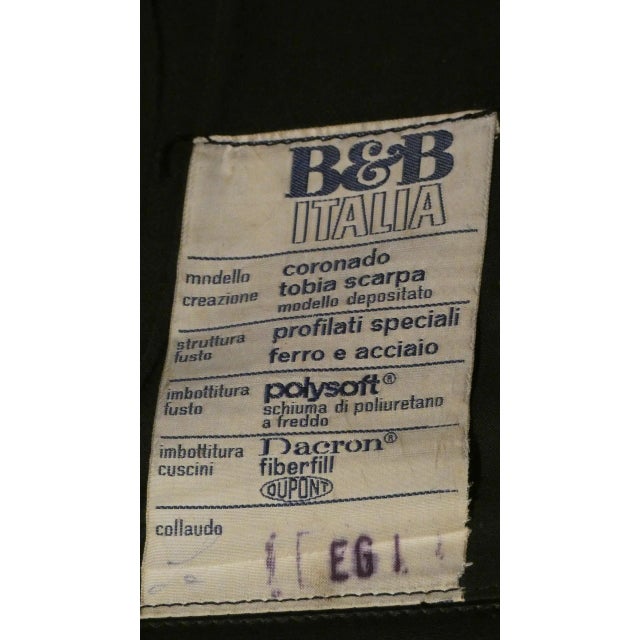 B&B
ITALIA
modello coronado
creazione tobia scarpa
modello depositato
struttura profilati speciali
fusto ferro e acciaio
imbottitura polysoft®
fusto schiuma di poliuretano
a freddo
imbottitura Dacron®
cuscini fiberfill
DUPONT
collaudo EG I.